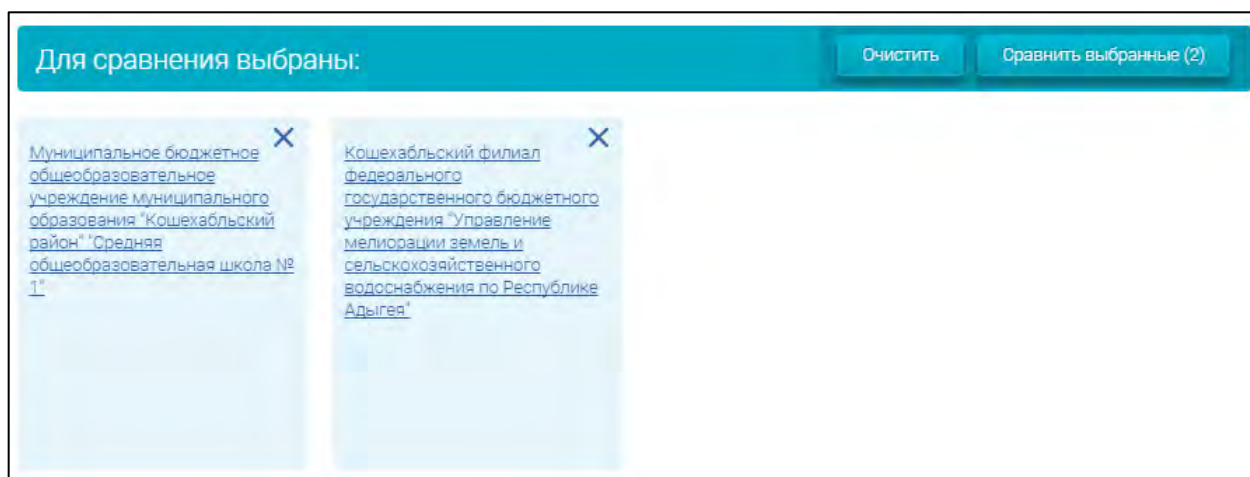 Для сравнения выбраны:
Очистить
Сравнить выбранные (2)
Муниципальное бюджетное
общеобразовательное
учреждение муниципального
образования "Кошехабльский
район" "Средняя
общеобразовательная школа №
1"
Кошехабльский филиал
федерального
государственного бюджетного
учреждения "Управление
мелиорации земель и
сельскохозяйственного
водоснабжения по Республике
Адыгея"